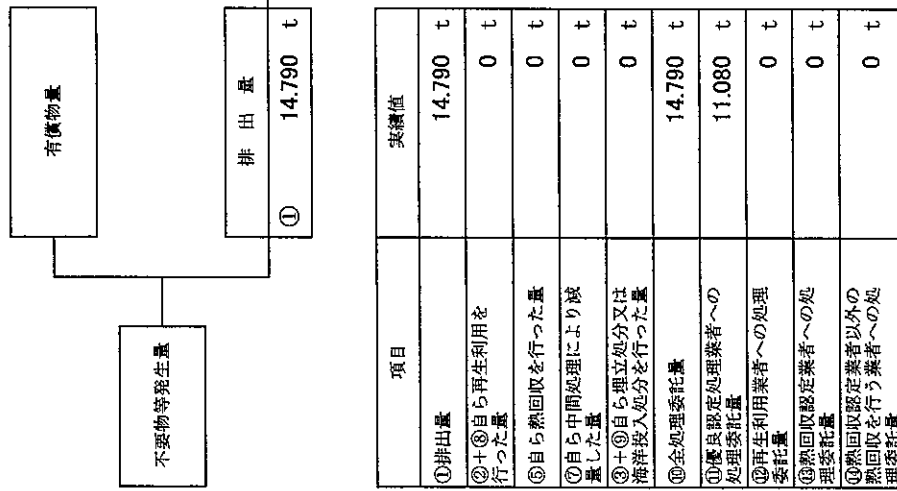 有償物量
不要物等発生量
排 出 量
① 14.790 t
項目 実績値
①排出量 14.790 t
②+⑧自ら再生利用を
行った量 0 t
⑤自ら熱回収を行った量 0 t
⑦自ら中間処理により減
量した量 0 t
③+⑨自ら埋立処分又は
海洋投入処分を行った量 0 t
⑩全処理委託量 14.790 t
⑪優良認定処理業者への
処理委託量 11.080 t
⑫再生利用業者への処理
委託量 0 t
⑬熱回収認定業者への処
理委託量 0 t
⑭熱回収認定業者以外の
熱回収を行う業者への処
理委託量 0 t